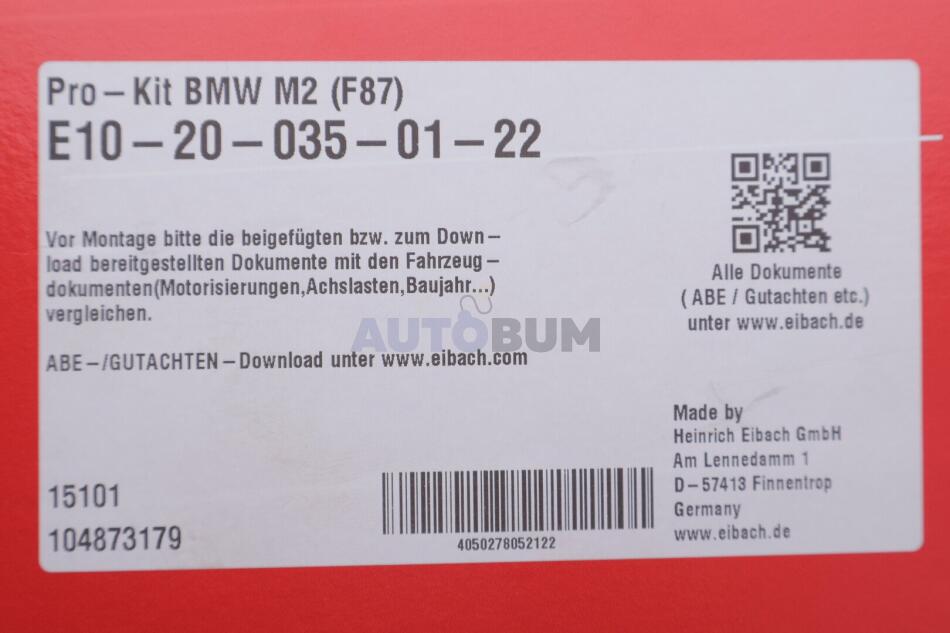 Pro – Kit BMW M2 (F87)
E10 – 20 – 035 – 01 – 22
Vor Montage bitte die beigefügten bzw. zum Down –
load bereitgestellten Dokumente mit den Fahrzeug –
dokumenten(Motorisierungen,Achslasten,Baujahr...)
vergleichen.
ABE – /GUTACHTEN – Download unter www.eibach.com
Alle Dokumente
( ABE / Gutachten etc.)
unter www.eibach.de
AUTOBUM
Made by
Heinrich Eibach GmbH
Am Lennedamm 1
D – 57413 Finnentrop
Germany
www.eibach.de
15101
104873179
4050278052122